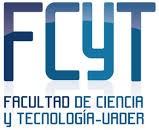 FCyT
FACULTAD DE CIENCIA
Y TECNOLOGÍA-UADER